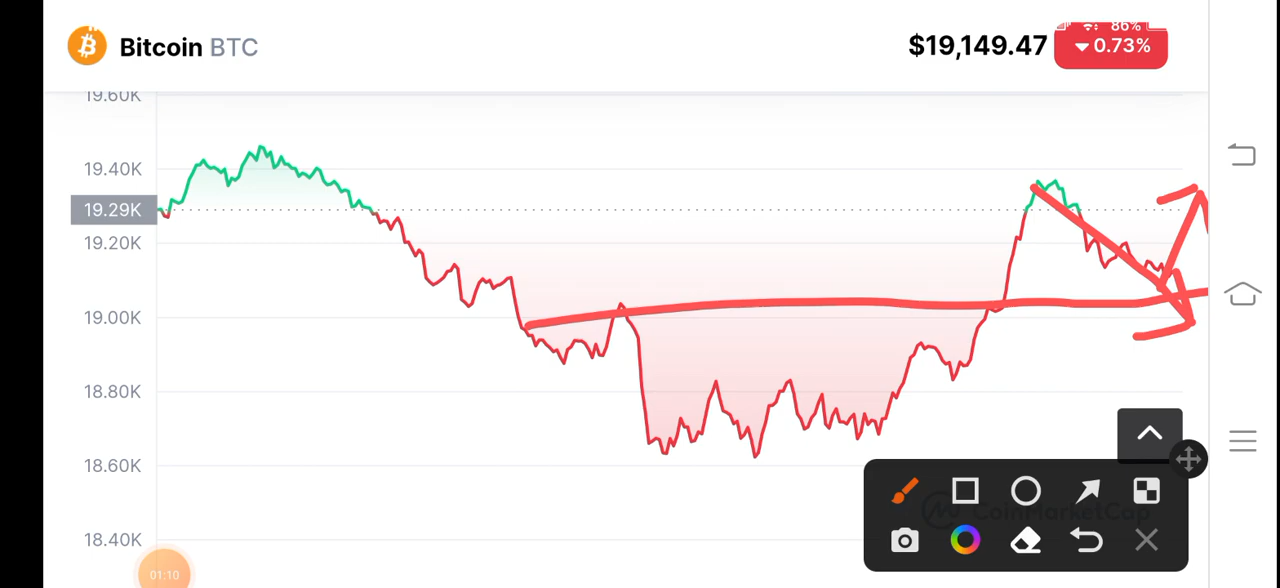 Bitcoin BTC
$19,149.47
86%
0.73%
19.60K
19.40K
19.29K
19.20K
19.00K
18.80K
18.60K
18.40K
CoinMarketCap
01:10